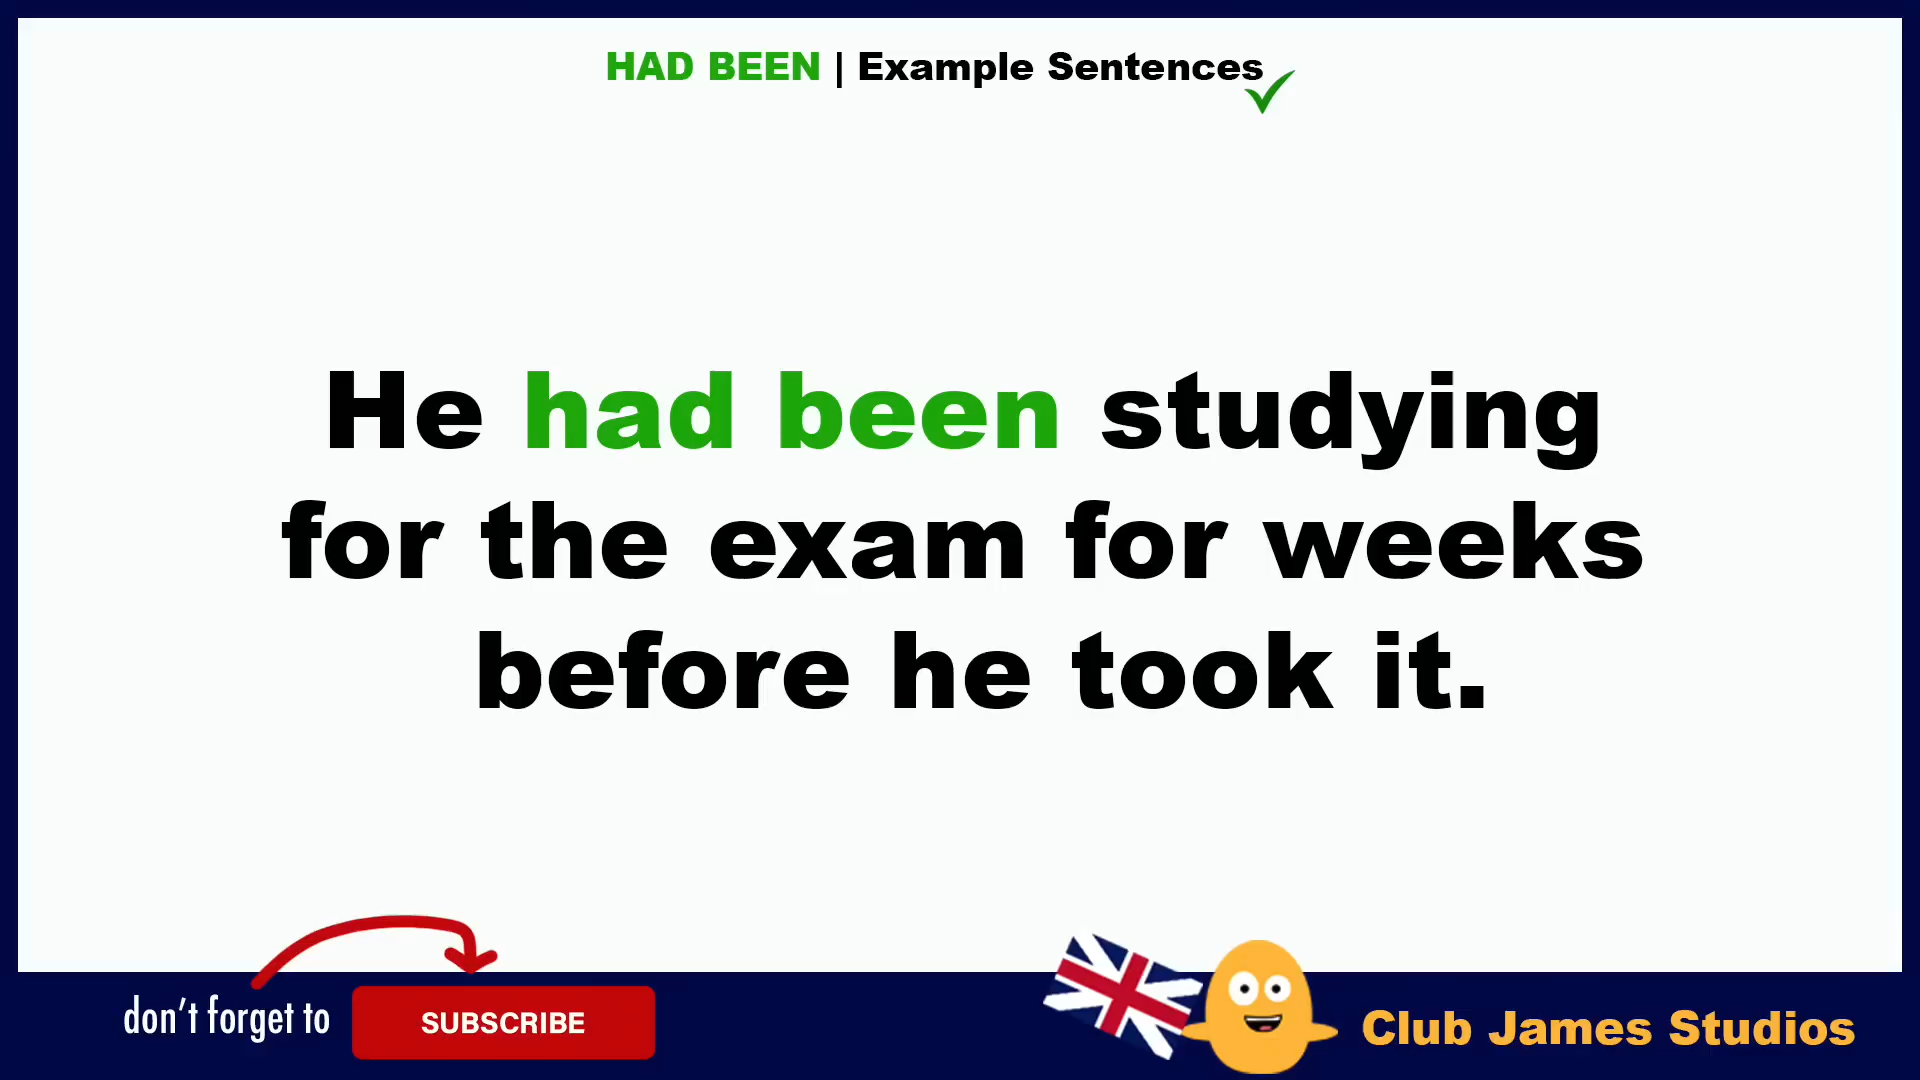 HAD BEEN | Example Sentences
He had been studying
for the exam for weeks
before he took it.
don't forget to
SUBSCRIBE
Club James Studios